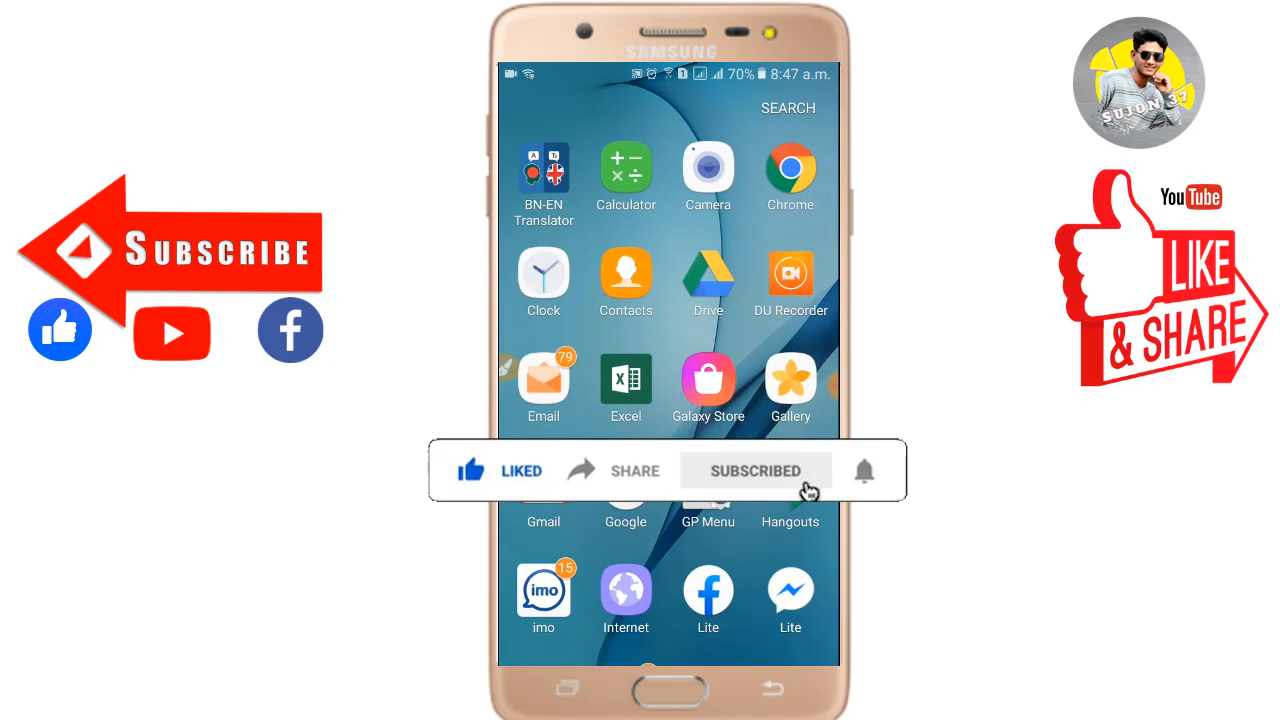 SAMSUNG
1 70% 8:47 a.m.
SEARCH
BN-EN
Translator
Calculator
Camera
Chrome
Clock
Contacts
Drive
DU Recorder
79
Email
Excel
Galaxy Store
Gallery
LIKED
SHARE
SUBSCRIBED
Gmail
Google
GP Menu
Hangouts
15
imo
imo
Internet
Lite
Lite
SUBSCRIBE
SUJON 37
YouTube
LIKE
& SHARE